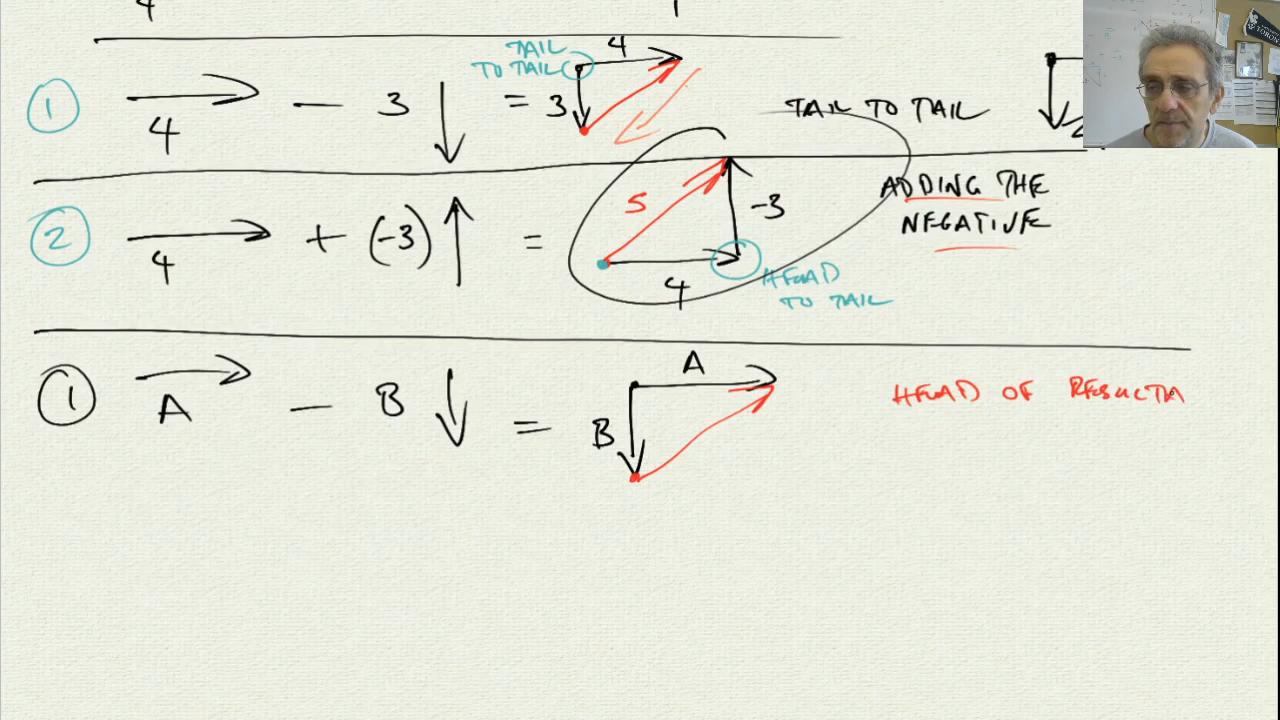 4
1 4 - 3 = TAIL TO TAIL 4 3 TAIL TO TAIL
2 4 + (-3) = 5 -3 4 HEAD TO TAIL ADDING THE NEGATIVE
1 A - B = A B HEAD OF RESULTA